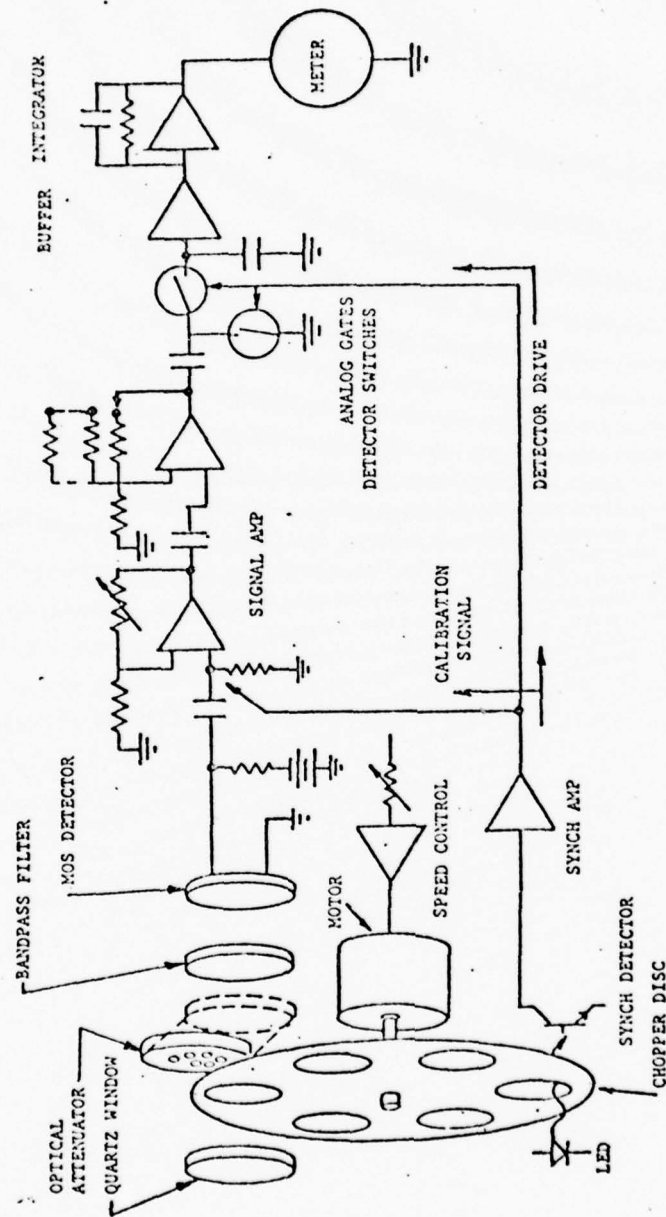 OPTICAL
ATTENUATOR
QUARTZ WINDOW
BANDPASS FILTER
MOS DETECTOR
BUFFER
INTEGRATOR
METER
SIGNAL AMP
ANALOG GATES
DETECTOR SWITCHES
MOTOR
SPEED CONTROL
CALIBRATION
SIGNAL
DETECTOR DRIVE
SYNCH AMP
SYNCH DETECTOR
CHOPPER DISC
LED